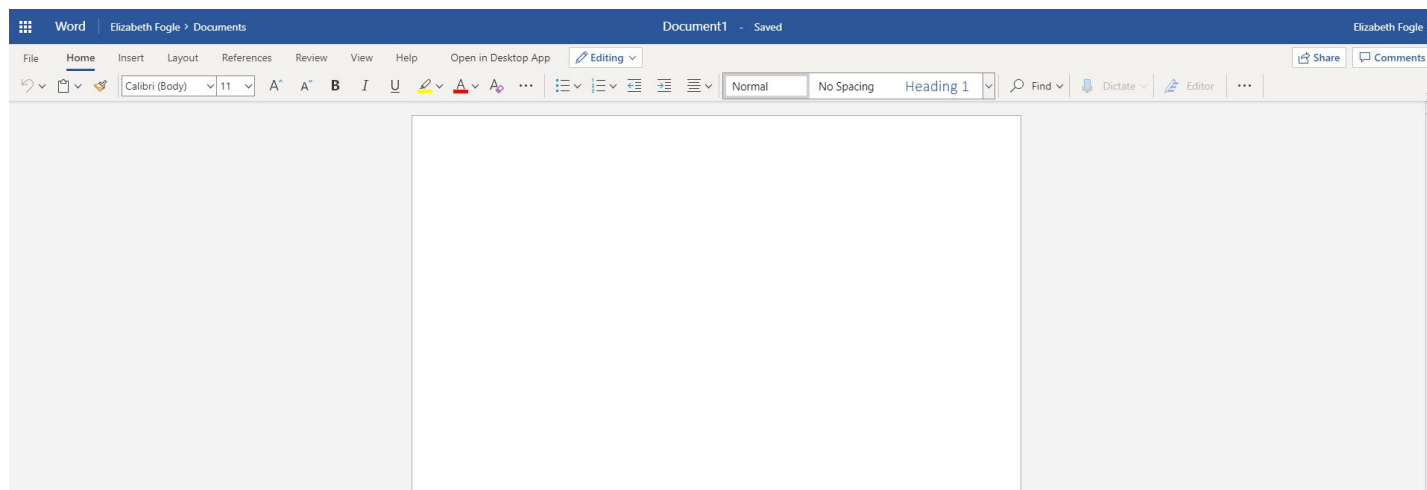 Word Elizabeth Fogle > Documents Document1 - Saved Elizabeth Fogle
File Home Insert Layout References Review View Help Open in Desktop App Editing Share Comments
Calibri (Body) 11 A A B I U A A Normal No Spacing Heading 1 Find Dictate Editor